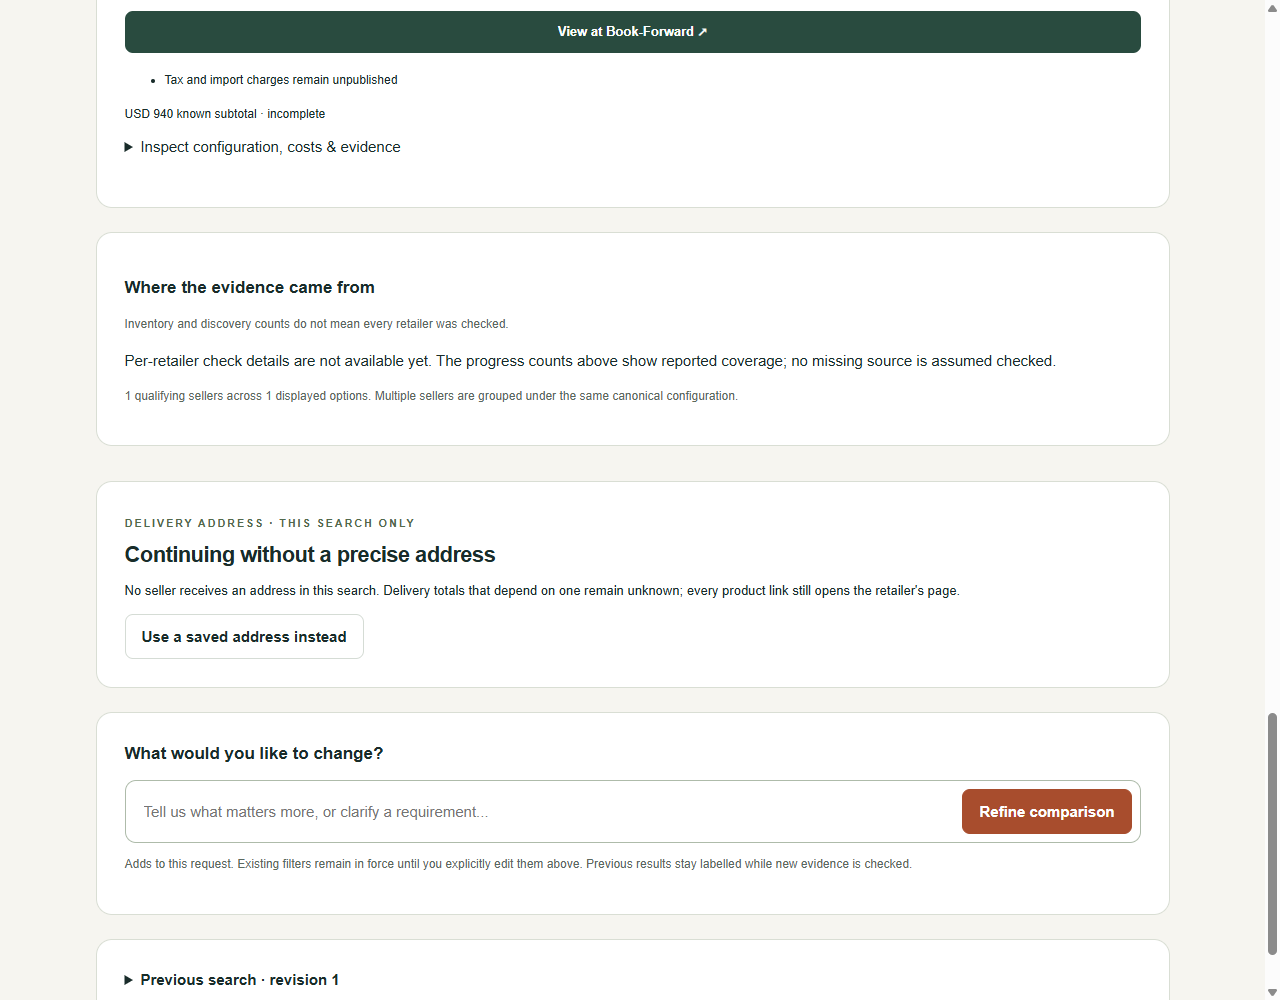 View at Book-Forward ↗
• Tax and import charges remain unpublished
USD 940 known subtotal · incomplete
▶ Inspect configuration, costs & evidence
Where the evidence came from
Inventory and discovery counts do not mean every retailer was checked.
Per-retailer check details are not available yet. The progress counts above show reported coverage; no missing source is assumed checked.
1 qualifying sellers across 1 displayed options. Multiple sellers are grouped under the same canonical configuration.
DELIVERY ADDRESS · THIS SEARCH ONLY
Continuing without a precise address
No seller receives an address in this search. Delivery totals that depend on one remain unknown; every product link still opens the retailer's page.
Use a saved address instead
What would you like to change?
Tell us what matters more, or clarify a requirement...
Refine comparison
Adds to this request. Existing filters remain in force until you explicitly edit them above. Previous results stay labelled while new evidence is checked.
▶ Previous search · revision 1